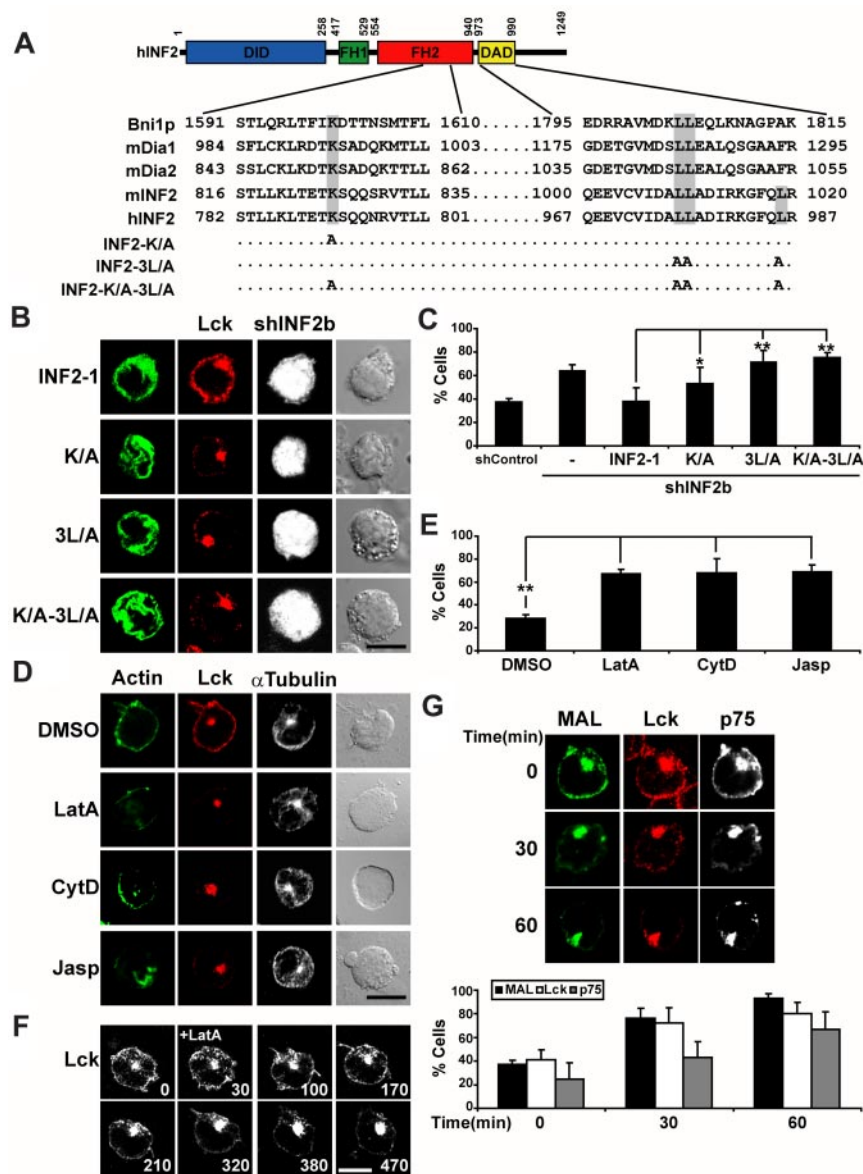 A
1 258 417 529 554 940 973 990 1249
hINF2 DID FH1 FH2 DAD
Bni1p 1591 STLQRLTFIKDTTNSMTFL 1610.....1795 EDRRAVMDKLLEQLKNAGPAK 1815
mDia1 984 SFLCKLRDTKSADQKMTLL 1003.....1175 GDETGVMDSLLEALQSGAAFR 1295
mDia2 843 SSLCKLKDTKSADQKTTLL 862.....1035 GDETGVMDSLLEALQSGAAFR 1055
mINF2 816 STLLKLTETKSQQSRVTLL 835.....1000 QEEVCVIDALLADIRKGFQLR 1020
hINF2 782 STLLKLTETKSQQNRVTLL 801.....967 GDEVCVIDALLADIRKGFQLR 987
INF2-K/A A
INF2-3L/A AA A
INF2-K/A-3L/A A AA A
B
Lck shINF2b
INF2-1
K/A
3L/A
K/A-3L/A
C
% Cells
100
80
60
40
20
0
* ** **
shControl - INF2-1 K/A 3L/A K/A-3L/A
shINF2b
D
Actin Lck αTubulin
DMSO
LatA
CytD
Jasp
E
% Cells
100
80
60
40
20
0
**
DMSO LatA CytD Jasp
F
Lck
+LatA
0 30 100 170
210 320 380 470
G
MAL Lck p75
Time(min)
0
30
60
MAL Lck p75
% Cells
100
80
60
40
20
0
Time(min) 0 30 60